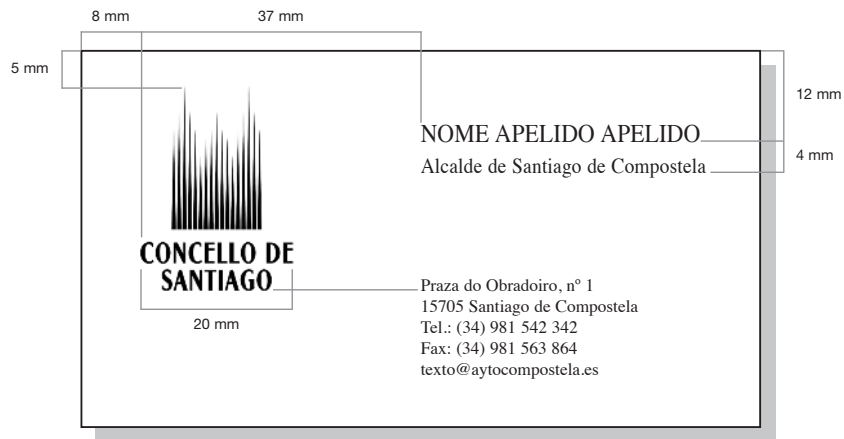 8 mm
37 mm
5 mm
12 mm
NOME APELIDO APELIDO
4 mm
Alcalde de Santiago de Compostela
CONCELLO DE
SANTIAGO
20 mm
Praza do Obradoiro, nº 1
15705 Santiago de Compostela
Tel.: (34) 981 542 342
Fax: (34) 981 563 864
texto@aytocompostela.es